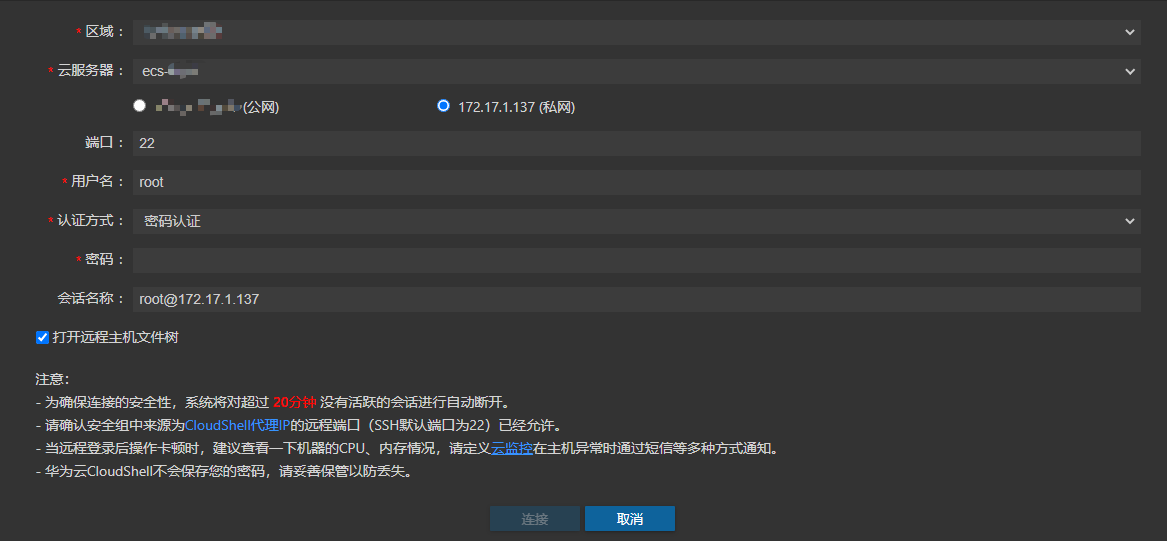 * 区域：
* 云服务器： ecs-
(公网) 172.17.1.137 (私网)
端口： 22
* 用户名： root
* 认证方式： 密码认证
* 密码：
会话名称： root@172.17.1.137
打开远程主机文件树
注意：
- 为确保连接的安全性，系统将对超过 20分钟 没有活跃的会话进行自动断开。
- 请确认安全组中来源为CloudShell代理IP的远程端口（SSH默认端口为22）已经允许。
- 当远程登录后操作卡顿时，建议查看一下机器的CPU、内存情况，请定义云监控在主机异常时通过短信等多种方式通知。
- 华为云CloudShell不会保存您的密码，请妥善保管以防丢失。
连接 取消